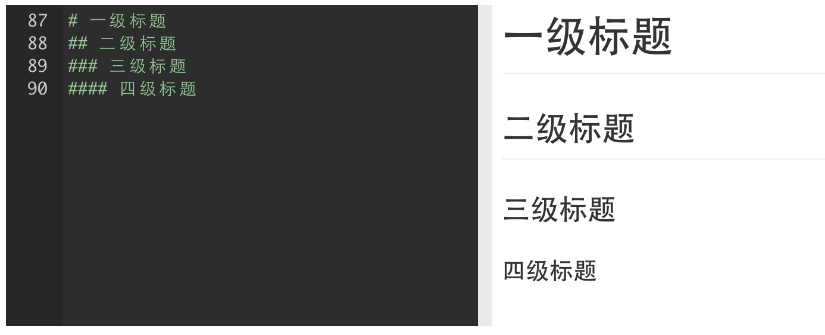 87 # 一级标题
88 ## 二级标题
89 ### 三级标题
90 #### 四级标题
一级标题
二级标题
三级标题
四级标题